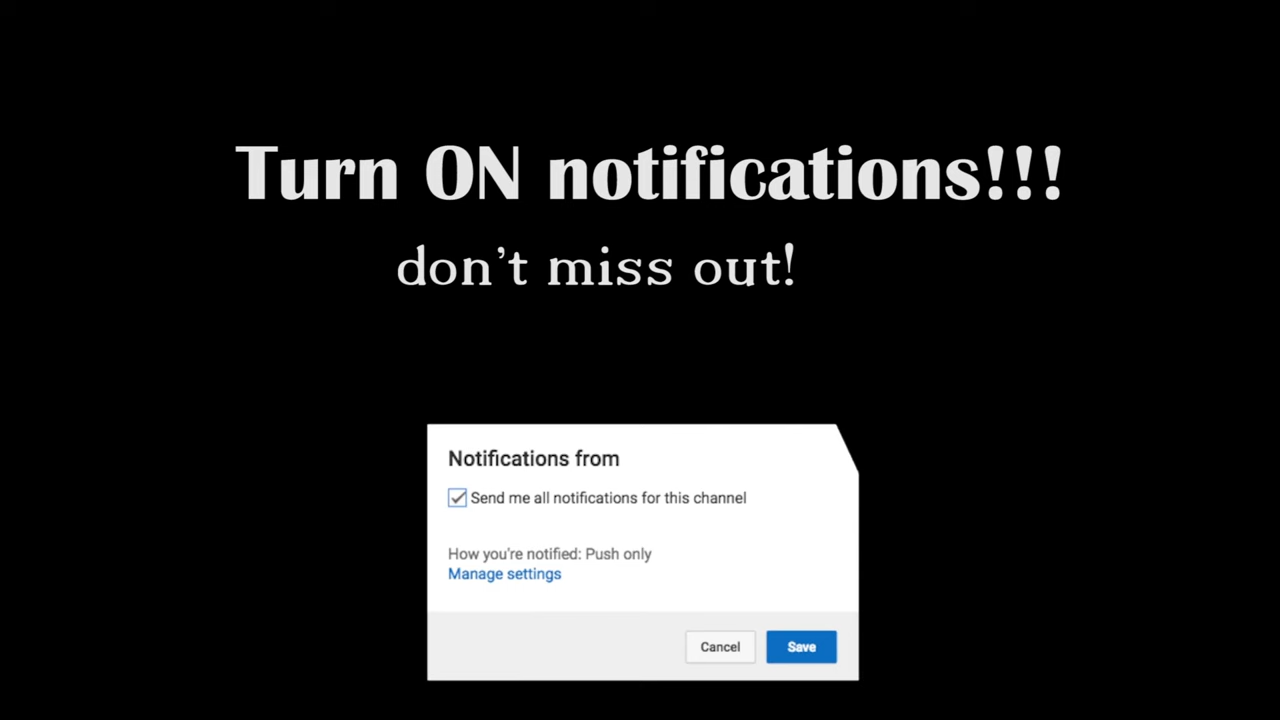 Turn ON notifications!!!
don't miss out!
Notifications from
Send me all notifications for this channel
How you're notified: Push only
Manage settings
Cancel Save